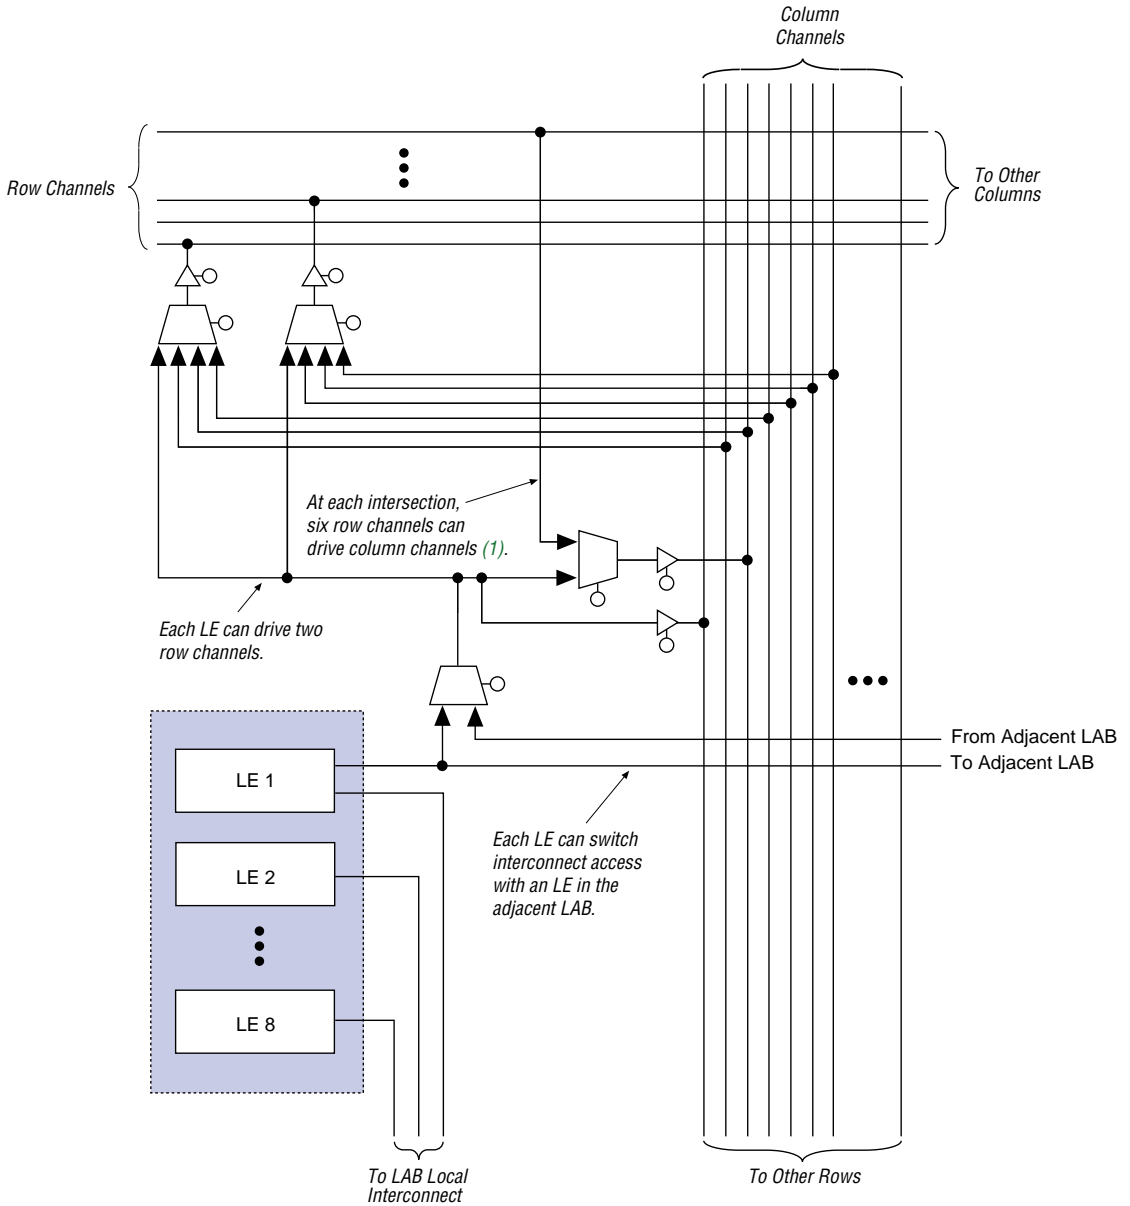 Column
Channels
Row Channels
To Other
Columns
At each intersection,
six row channels can
drive column channels (1).
Each LE can drive two
row channels.
From Adjacent LAB
To Adjacent LAB
LE 1
Each LE can switch
interconnect access
with an LE in the
adjacent LAB.
LE 2
LE 8
To LAB Local
Interconnect
To Other Rows